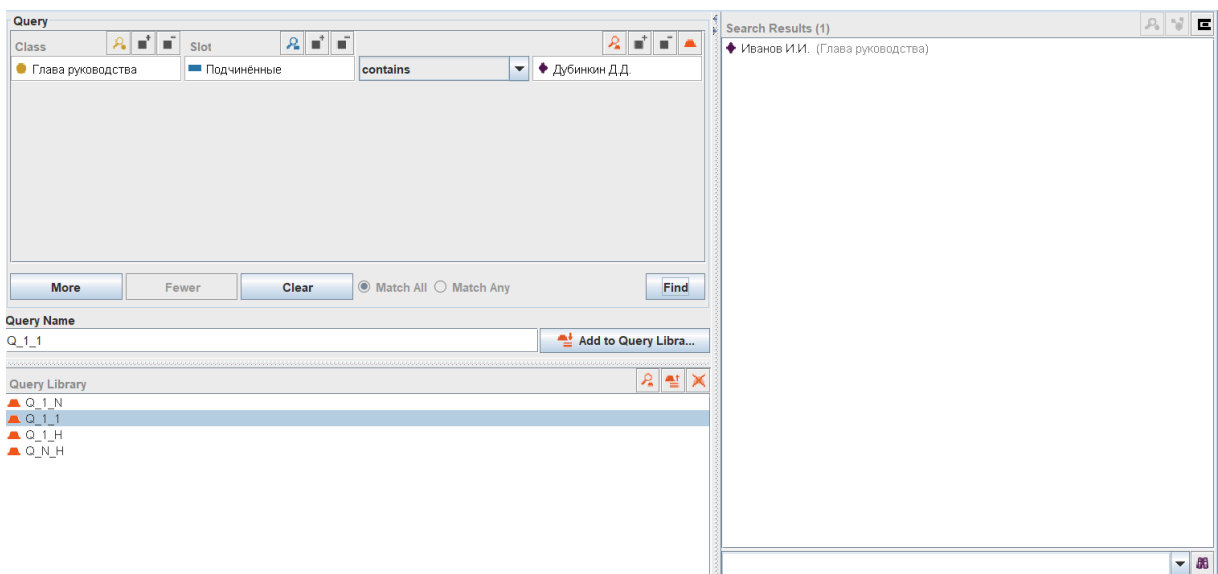 Query
Class
Slot
Глава руководства
Подчинённые
contains
Дубинкин Д.Д.
More
Fewer
Clear
Match All
Match Any
Find
Query Name
Q_1_1
Add to Query Libra...
Query Library
Q_1_N
Q_1_1
Q_1_H
Q_N_H
Search Results (1)
Иванов И.И. (Глава руководства)